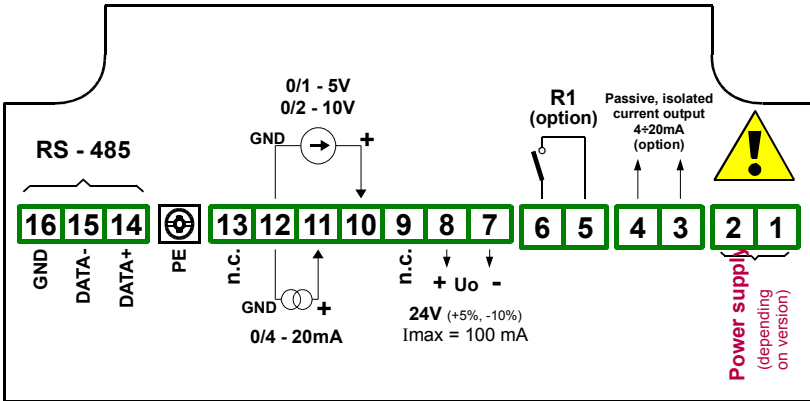 0/1 - 5V
0/2 - 10V
GND +
RS - 485
R1
(option)
Passive, isolated
current output
4÷20mA
(option)
16 15 14 13 12 11 10 9 8 7 6 5 4 3 2 1
GND
DATA-
DATA+
PE
n.c.
GND +
0/4 - 20mA
n.c.
+ Uo -
24V (+5%, -10%)
Imax = 100 mA
Power supply
(depending
on version)